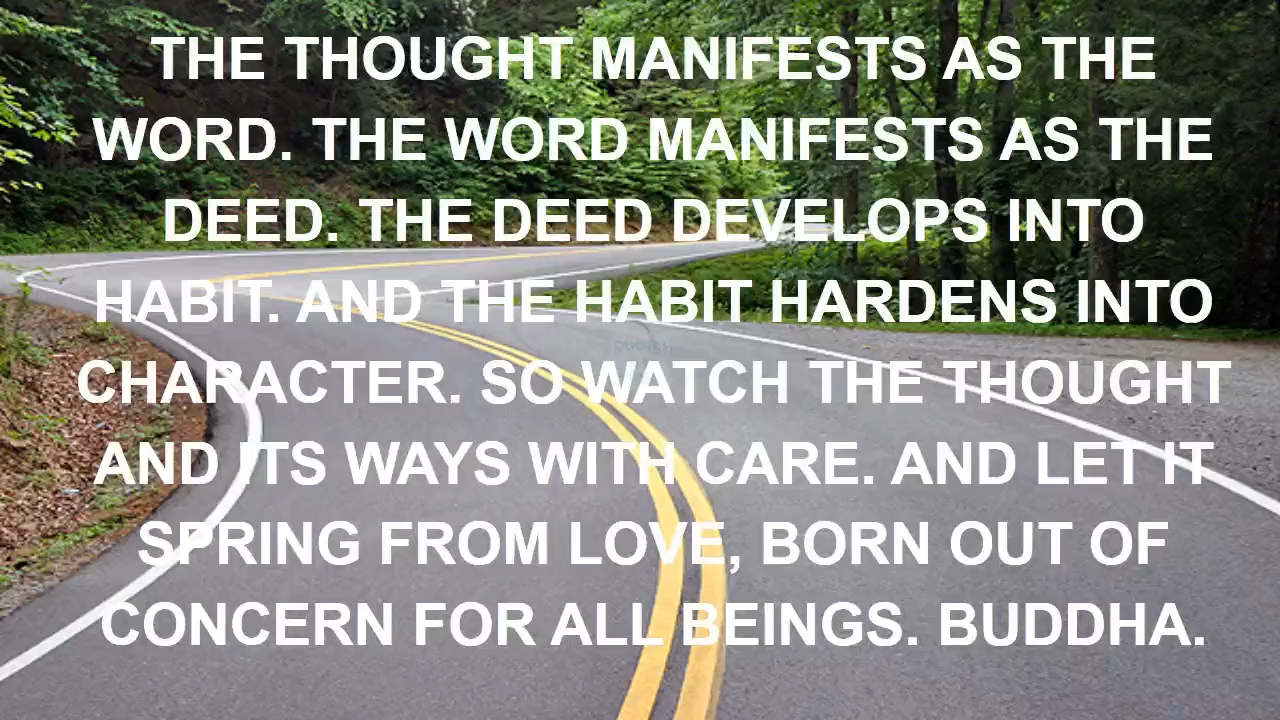 THE THOUGHT MANIFESTS AS THE
WORD. THE WORD MANIFESTS AS THE
DEED. THE DEED DEVELOPS INTO
HABIT. AND THE HABIT HARDENS INTO
CHARACTER. SO WATCH THE THOUGHT
AND ITS WAYS WITH CARE. AND LET IT
SPRING FROM LOVE, BORN OUT OF
CONCERN FOR ALL BEINGS. BUDDHA.